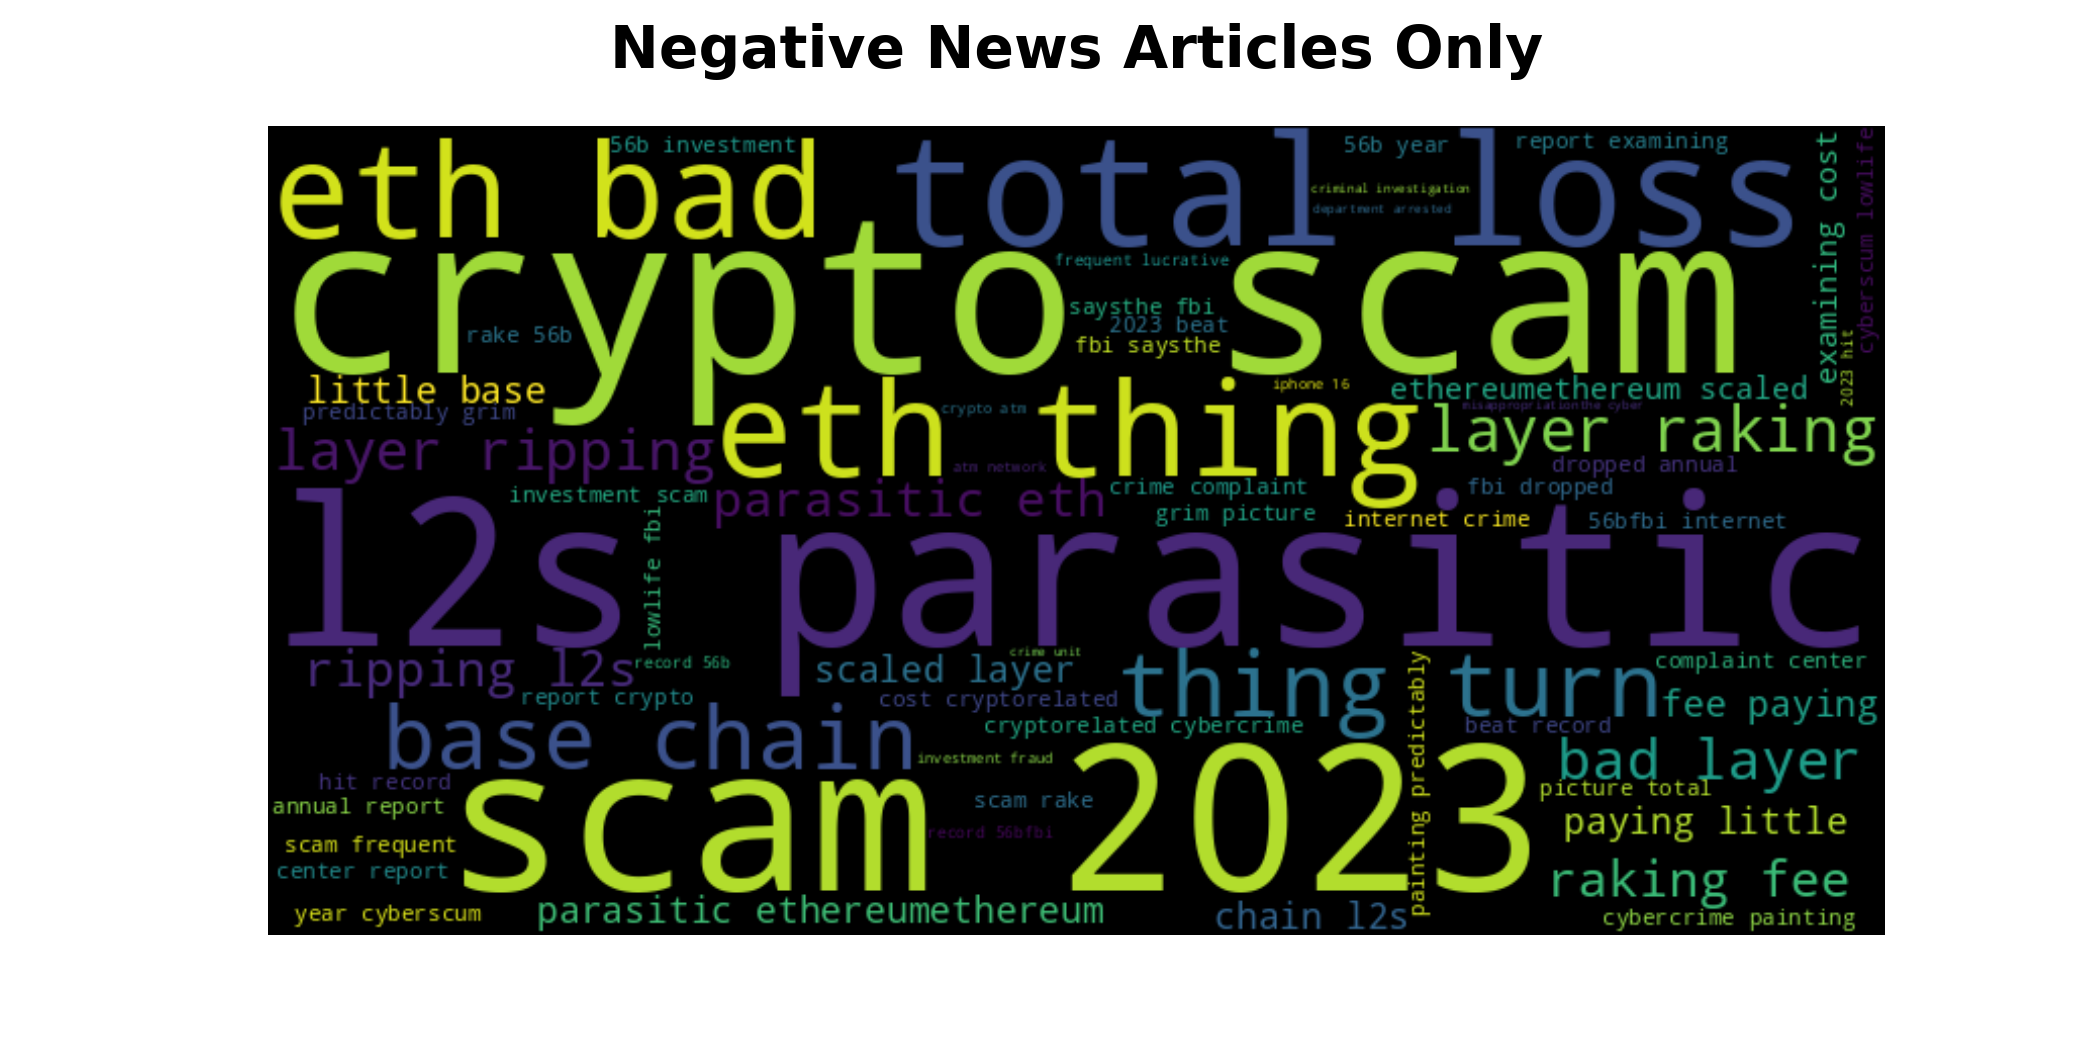 Negative News Articles Only
56b investment
56b year
report examining
eth bad
total loss
criminal investigation
department arrested
examining cost
cyberscum lowlife
crypto scam
frequent lucrative
saysthe fbi
2023 beat
fbi saysthe
rake 56b
2023 hit
little base
predictably grim
iphone 16
ethereumethereum scaled
crypto atm
eth thing
misappropriationthe cyber
layer raking
layer ripping
atm network
dropped annual
investment scam
parasitic eth
crime complaint
fbi dropped
grim picture
internet crime
56bfbi internet
l2s parasitic
lowlife fbi
crime unit
ripping l2s
record 56b
scaled layer
thing turn
complaint center
report crypto
cost cryptorelated
fee paying
base chain
cryptorelated cybercrime
painting predictably
beat record
investment fraud
bad layer
hit record
scam 2023
picture total
annual report
scam rake
paying little
record 56bfbi
scam frequent
center report
raking fee
year cyberscum
parasitic ethereumethereum
chain l2s
cybercrime painting